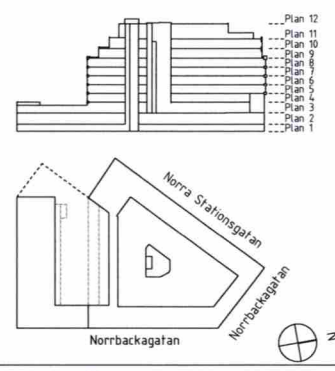 Plan 12
Plan 11
Plan 10
Plan 9
Plan 8
Plan 7
Plan 6
Plan 5
Plan 4
Plan 3
Plan 2
Plan 1
Norra Stationsgatan
Norrbackagatan
Norrbackagatan
N